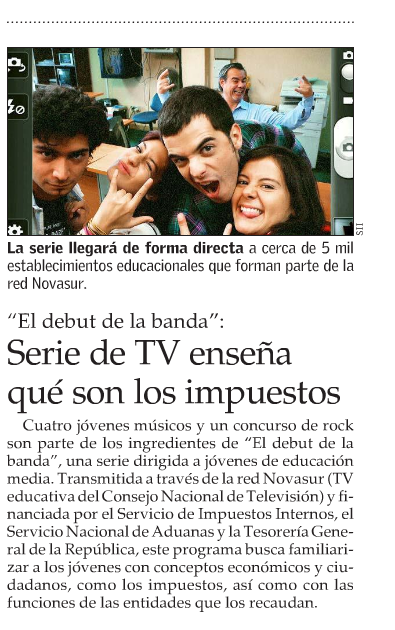 SII
La serie llegará de forma directa a cerca de 5 mil
establecimientos educacionales que forman parte de la
red Novasur.
“El debut de la banda”:
Serie de TV enseña
qué son los impuestos
Cuatro jóvenes músicos y un concurso de rock
son parte de los ingredientes de “El debut de la
banda”, una serie dirigida a jóvenes de educación
media. Transmitida a través de la red Novasur (TV
educativa del Consejo Nacional de Televisión) y fi-
nanciada por el Servicio de Impuestos Internos, el
Servicio Nacional de Aduanas y la Tesorería Gene-
ral de la República, este programa busca familiari-
zar a los jóvenes con conceptos económicos y ciu-
dadanos, como los impuestos, así como con las
funciones de las entidades que los recaudan.